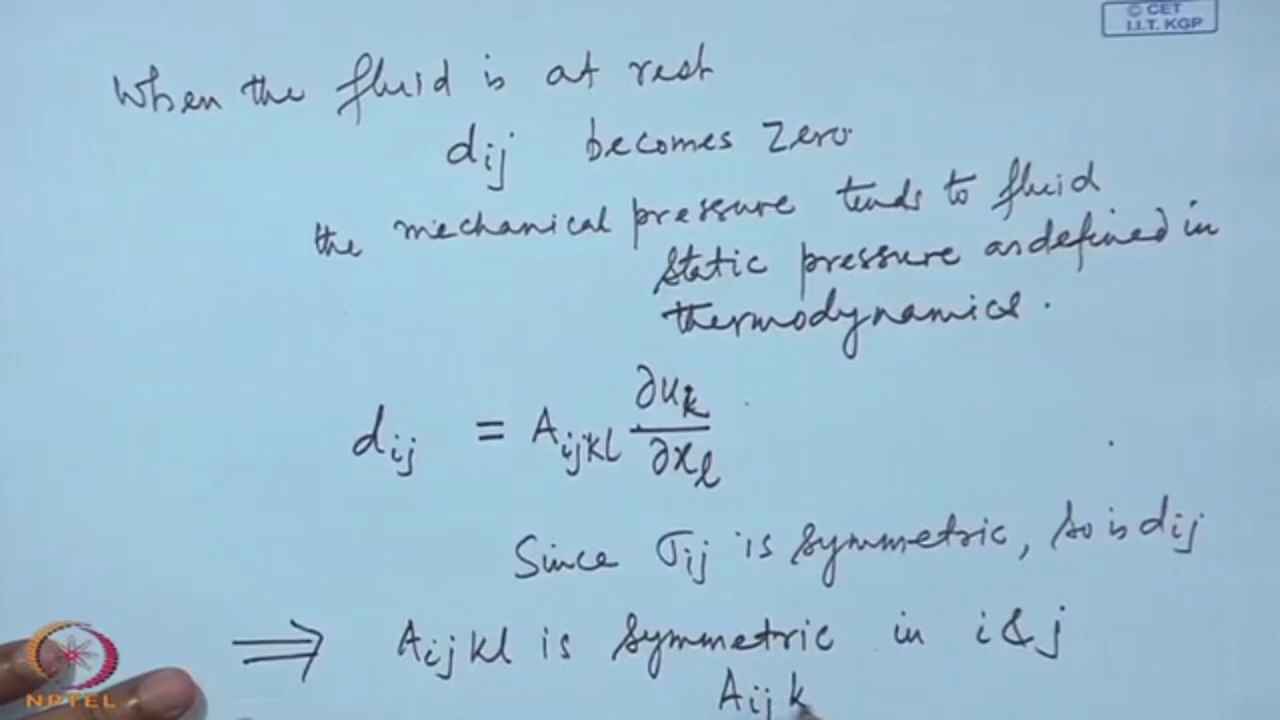 © CET
I.I.T. KGP
When the fluid is at rest
dij becomes zero
the mechanical pressure tends to fluid
static pressure as defined in
thermodynamics.
dij = Aijkl ∂uk/∂xl
Since σij is symmetric, so is dij
⟹ Aijkl is symmetric in i & j
Aijk
NPTEL